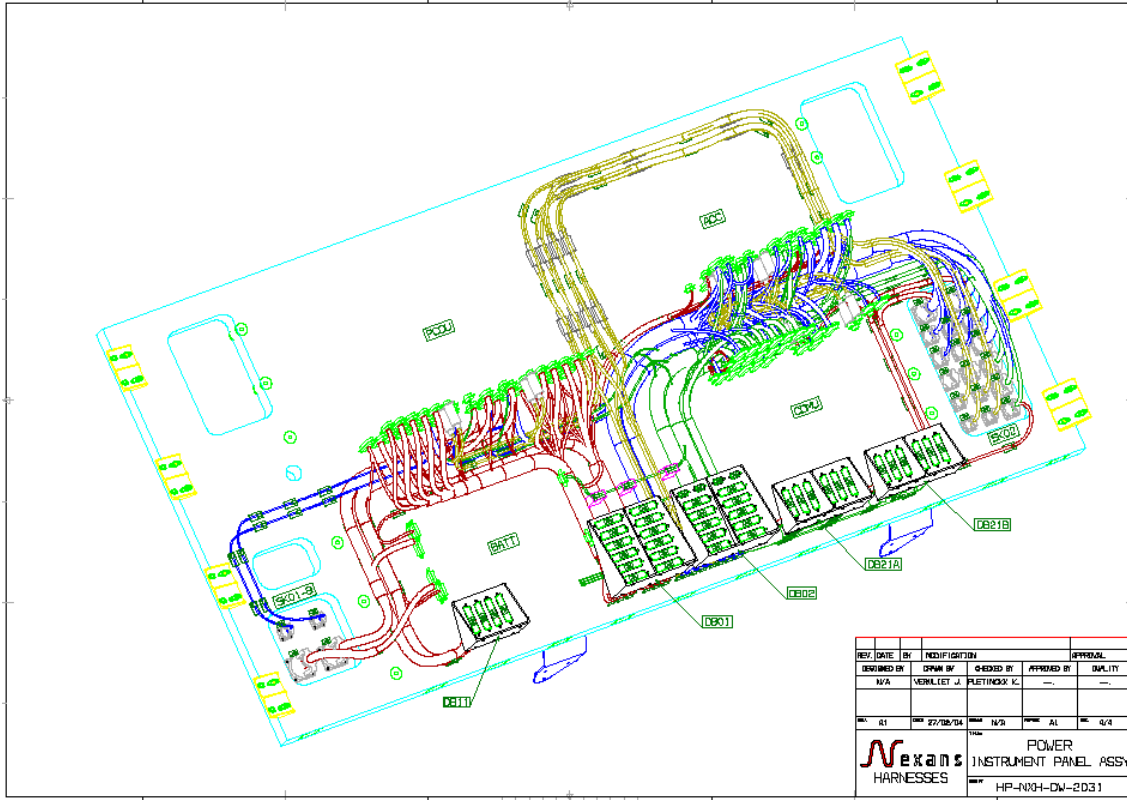 ADC
PCDU
CDMU
SK02
BATT
DB21B
DB21A
SK01-B
DB02
DB01
DB11
REV. DATE BY MODIFICATION APPROVAL
DESIGNED BY DRAWN BY CHECKED BY APPROVED BY QUALITY
N/A VERVLIET J. PLETINCKX K. —. —.
A1 27/08/04 N/A A1 4/4
Nexans
HARNESSES
POWER
INSTRUMENT PANEL ASSY
HP-NXH-DW-2031